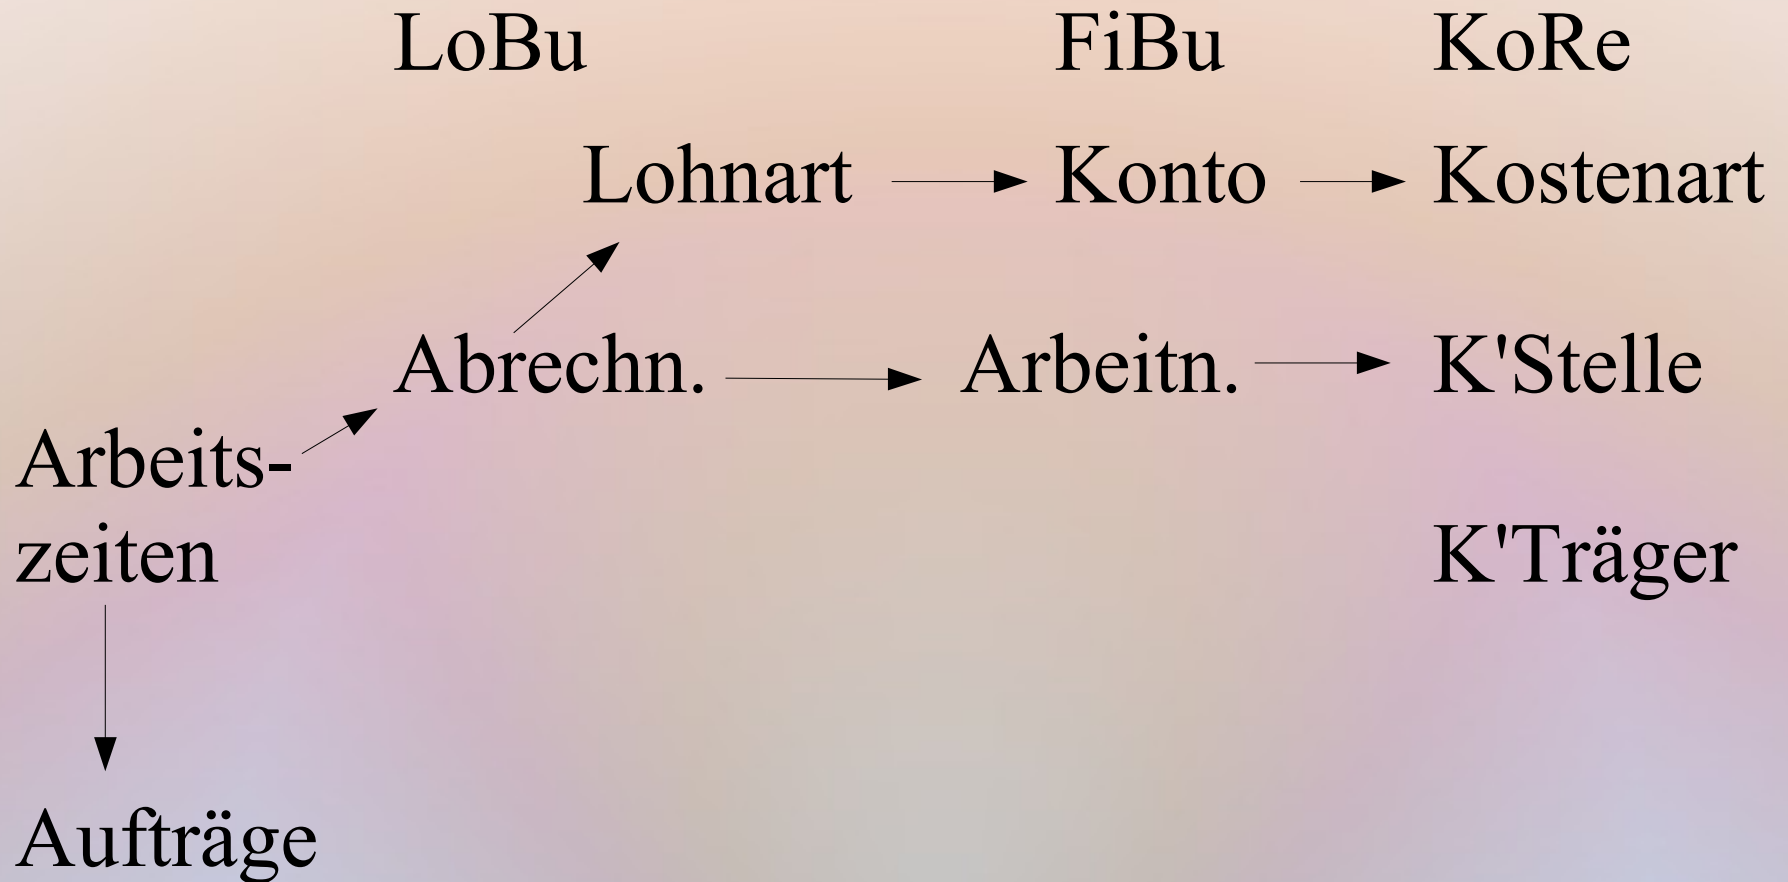 LoBu FiBu KoRe
Lohnart Konto Kostenart
Abrechn. Arbeitn. K'Stelle
Arbeits-
zeiten K'Träger
Aufträge